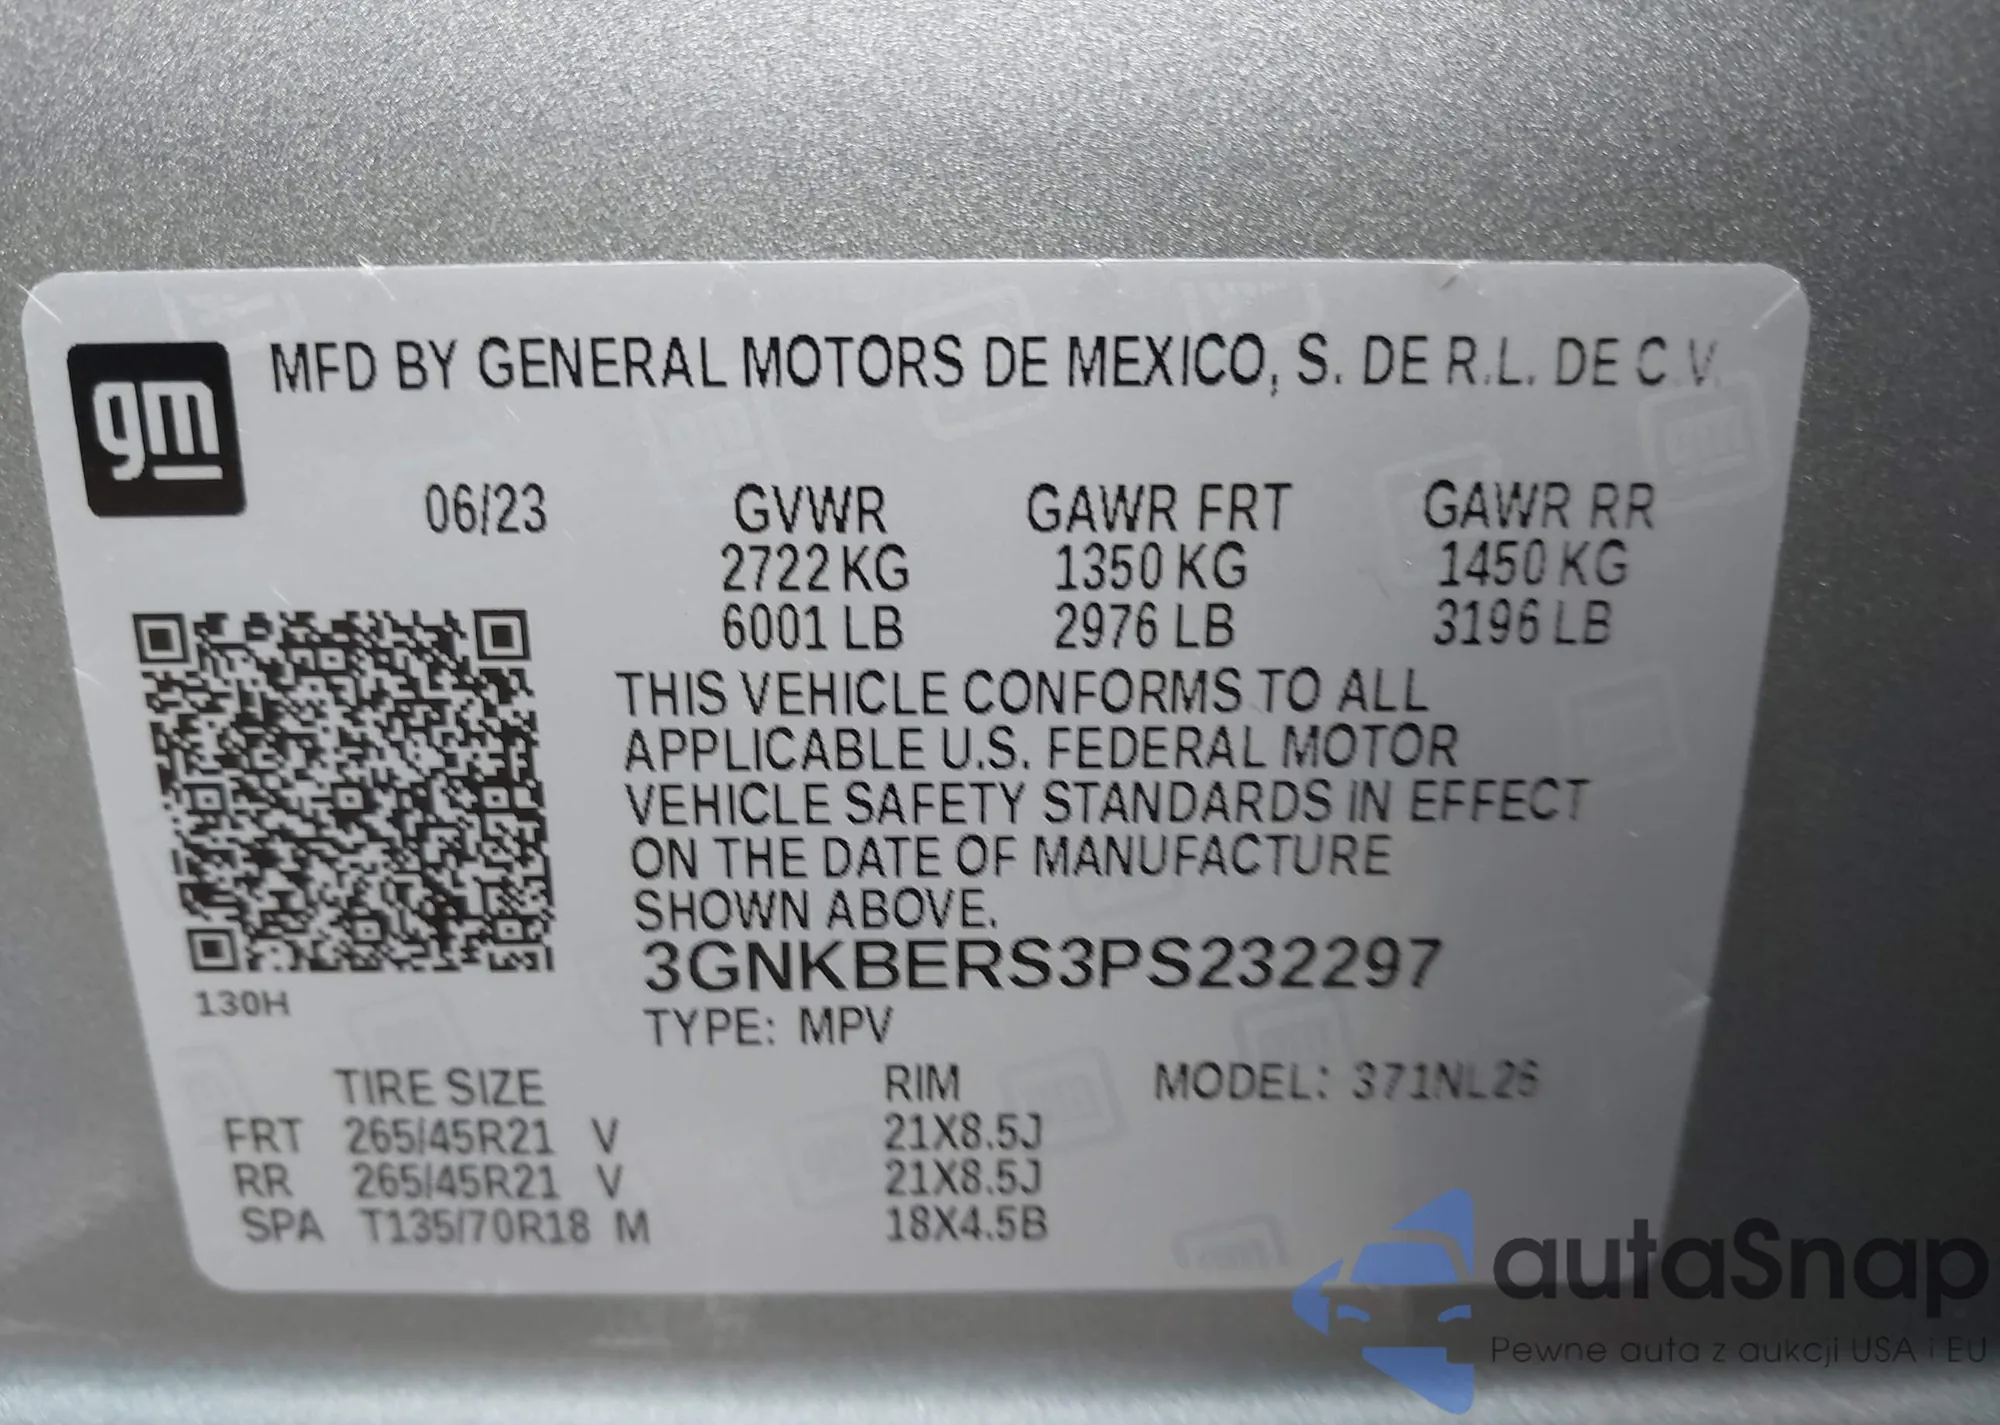 gm
MFD BY GENERAL MOTORS DE MEXICO, S. DE R.L. DE C.V.
06/23 GVWR GAWR FRT GAWR RR
2722 KG 1350 KG 1450 KG
6001 LB 2976 LB 3196 LB
THIS VEHICLE CONFORMS TO ALL
APPLICABLE U.S. FEDERAL MOTOR
VEHICLE SAFETY STANDARDS IN EFFECT
ON THE DATE OF MANUFACTURE
SHOWN ABOVE.
3GNKBERS3PS232297
130H
TYPE: MPV
TIRE SIZE RIM MODEL: 371NL26
FRT 265/45R21 V 21X8.5J
RR 265/45R21 V 21X8.5J
SPA T135/70R18 M 18X4.5B
autaSnap
Pewne auta z aukcji USA i EU